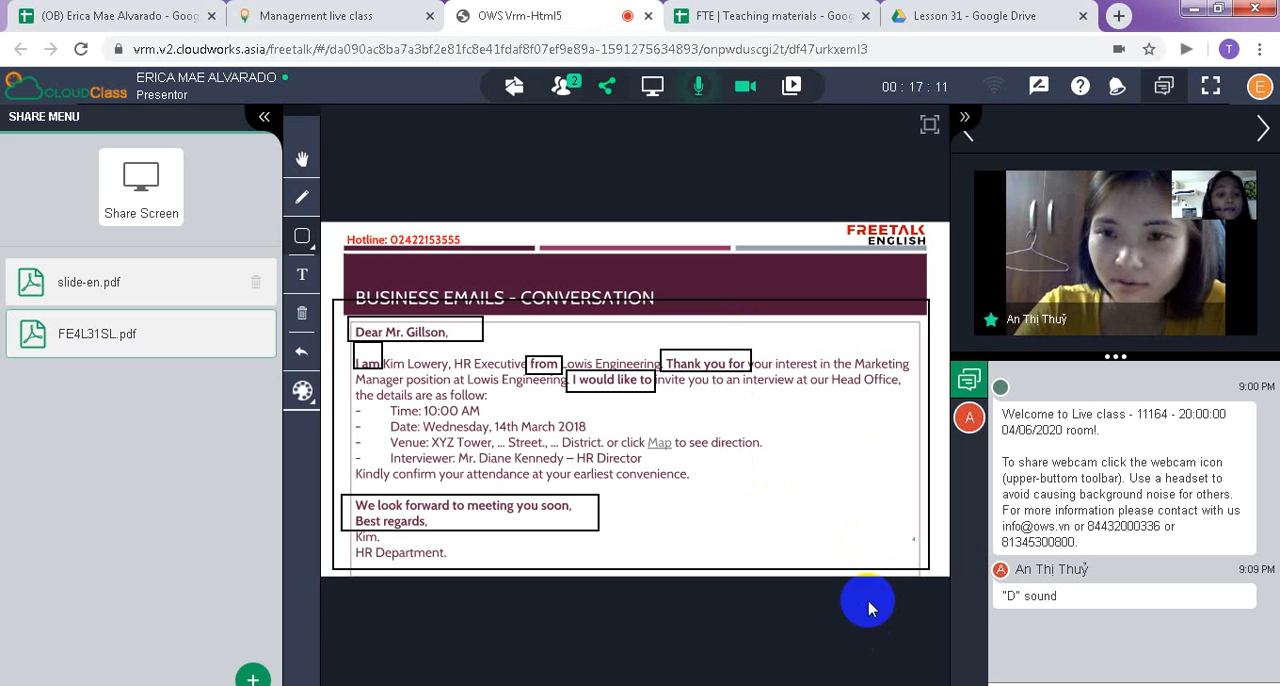 (OB) Erica Mae Alvarado - Goog
Management live class
OWS Vrm-Html5
FTE | Teaching materials - Google
Lesson 31 - Google Drive
T
vrm.v2.cloudworks.asia/freetalk/#/da090ac8ba7a3bf2e81fc8e41fdaf8f07ef9e89a-1591275634893/onpwduscgi2t/df47urkxeml3
CLOUDClass
ERICA MAE ALVARADO
Presentor
2
00 : 17 : 11
E
SHARE MENU
Share Screen
slide-en.pdf
FE4L31SL.pdf
T
Hotline: 02422153555
FREETALK
ENGLISH
BUSINESS EMAILS - CONVERSATION
Dear Mr. Gillson,
I am Kim Lowery, HR Executive from Lowis Engineering. Thank you for your interest in the Marketing
Manager position at Lowis Engineering. I would like to invite you to an interview at our Head Office,
the details are as follow:
- Time: 10:00 AM
- Date: Wednesday, 14th March 2018
- Venue: XYZ Tower, ... Street., ... District. or click Map to see direction.
- Interviewer: Mr. Diane Kennedy – HR Director
Kindly confirm your attendance at your earliest convenience.
We look forward to meeting you soon,
Best regards,
Kim.
HR Department.
4
An Thị Thuỷ
9:00 PM
A
Welcome to Live class - 11164 - 20:00:00
04/06/2020 room!.
To share webcam click the webcam icon
(upper-buttom toolbar). Use a headset to
avoid causing background noise for others.
For more information please contact with us
info@ows.vn or 84432000336 or
81345300800.
A
An Thị Thuỷ
9:09 PM
"D" sound